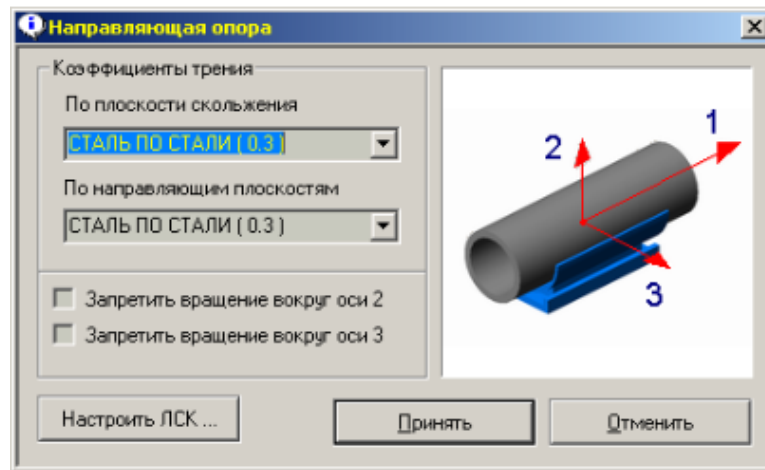 Направляющая опора
Коэффициенты трения
По плоскости скольжения
СТАЛЬ ПО СТАЛИ ( 0.3 )
По направляющим плоскостям
СТАЛЬ ПО СТАЛИ ( 0.3 )
Запретить вращение вокруг оси 2
Запретить вращение вокруг оси 3
1
2
3
Настроить ЛСК ...
Принять
Отменить